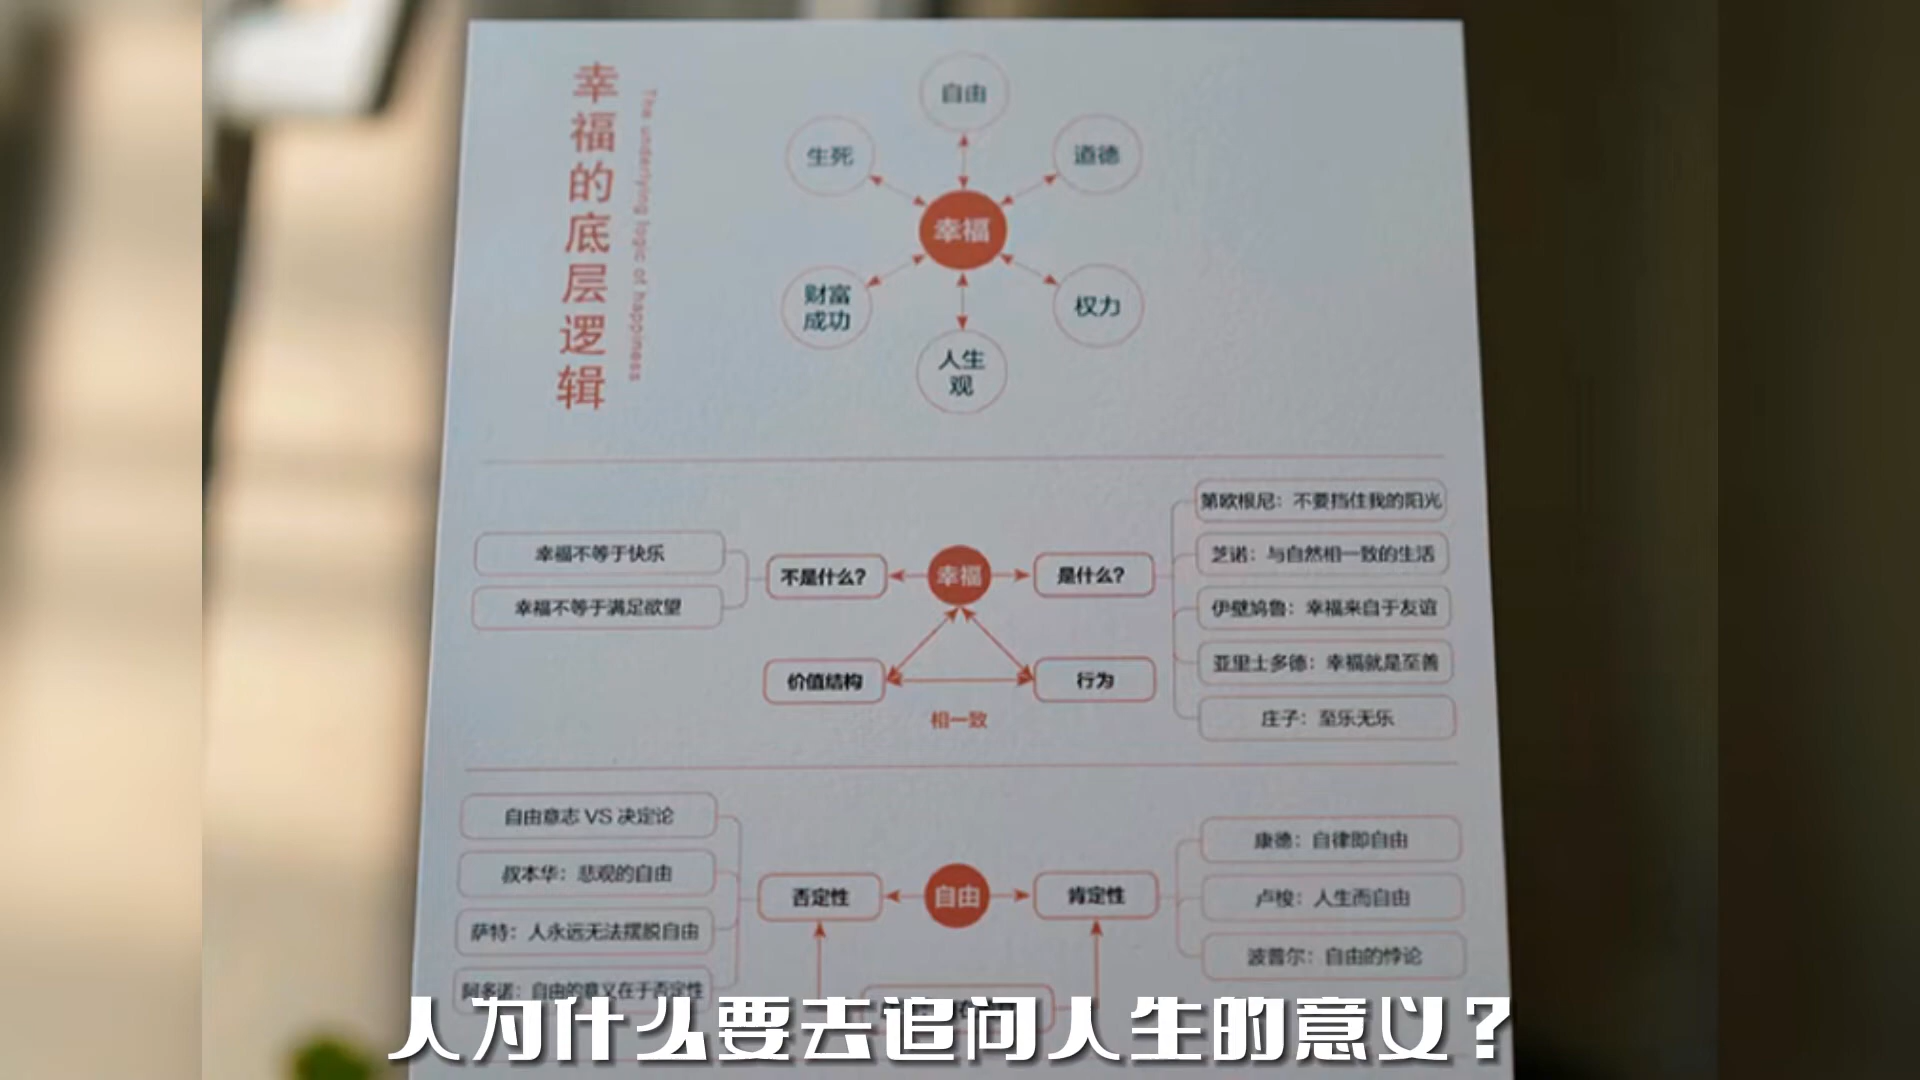 幸福的底层逻辑
The underlying logic of happiness
自由
生死
道德
幸福
财富
成功
权力
人生
观
幸福不等于快乐
幸福不等于满足欲望
不是什么？
幸福
是什么？
第欧根尼：不要挡住我的阳光
芝诺：与自然相一致的生活
伊壁鸠鲁：幸福来自于友谊
亚里士多德：幸福就是至善
庄子：至乐无乐
价值结构
行为
相一致
自由意志 VS 决定论
叔本华：悲观的自由
萨特：人永远无法摆脱自由
阿多诺：自由的意义在于否定性
否定性
自由
肯定性
康德：自律即自由
卢梭：人生而自由
波普尔：自由的悖论
人为什么要去追问人生的意义？